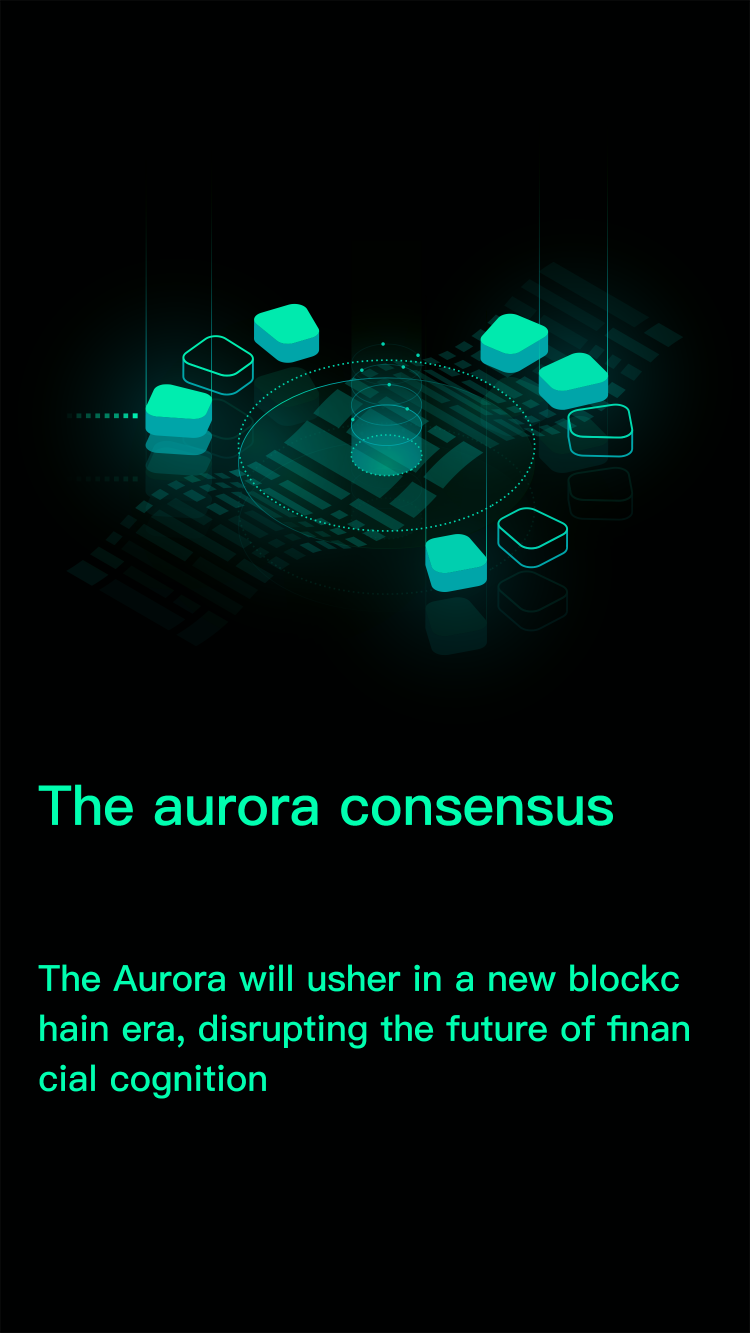 The aurora consensus
The Aurora will usher in a new blockc
hain era, disrupting the future of finan
cial cognition